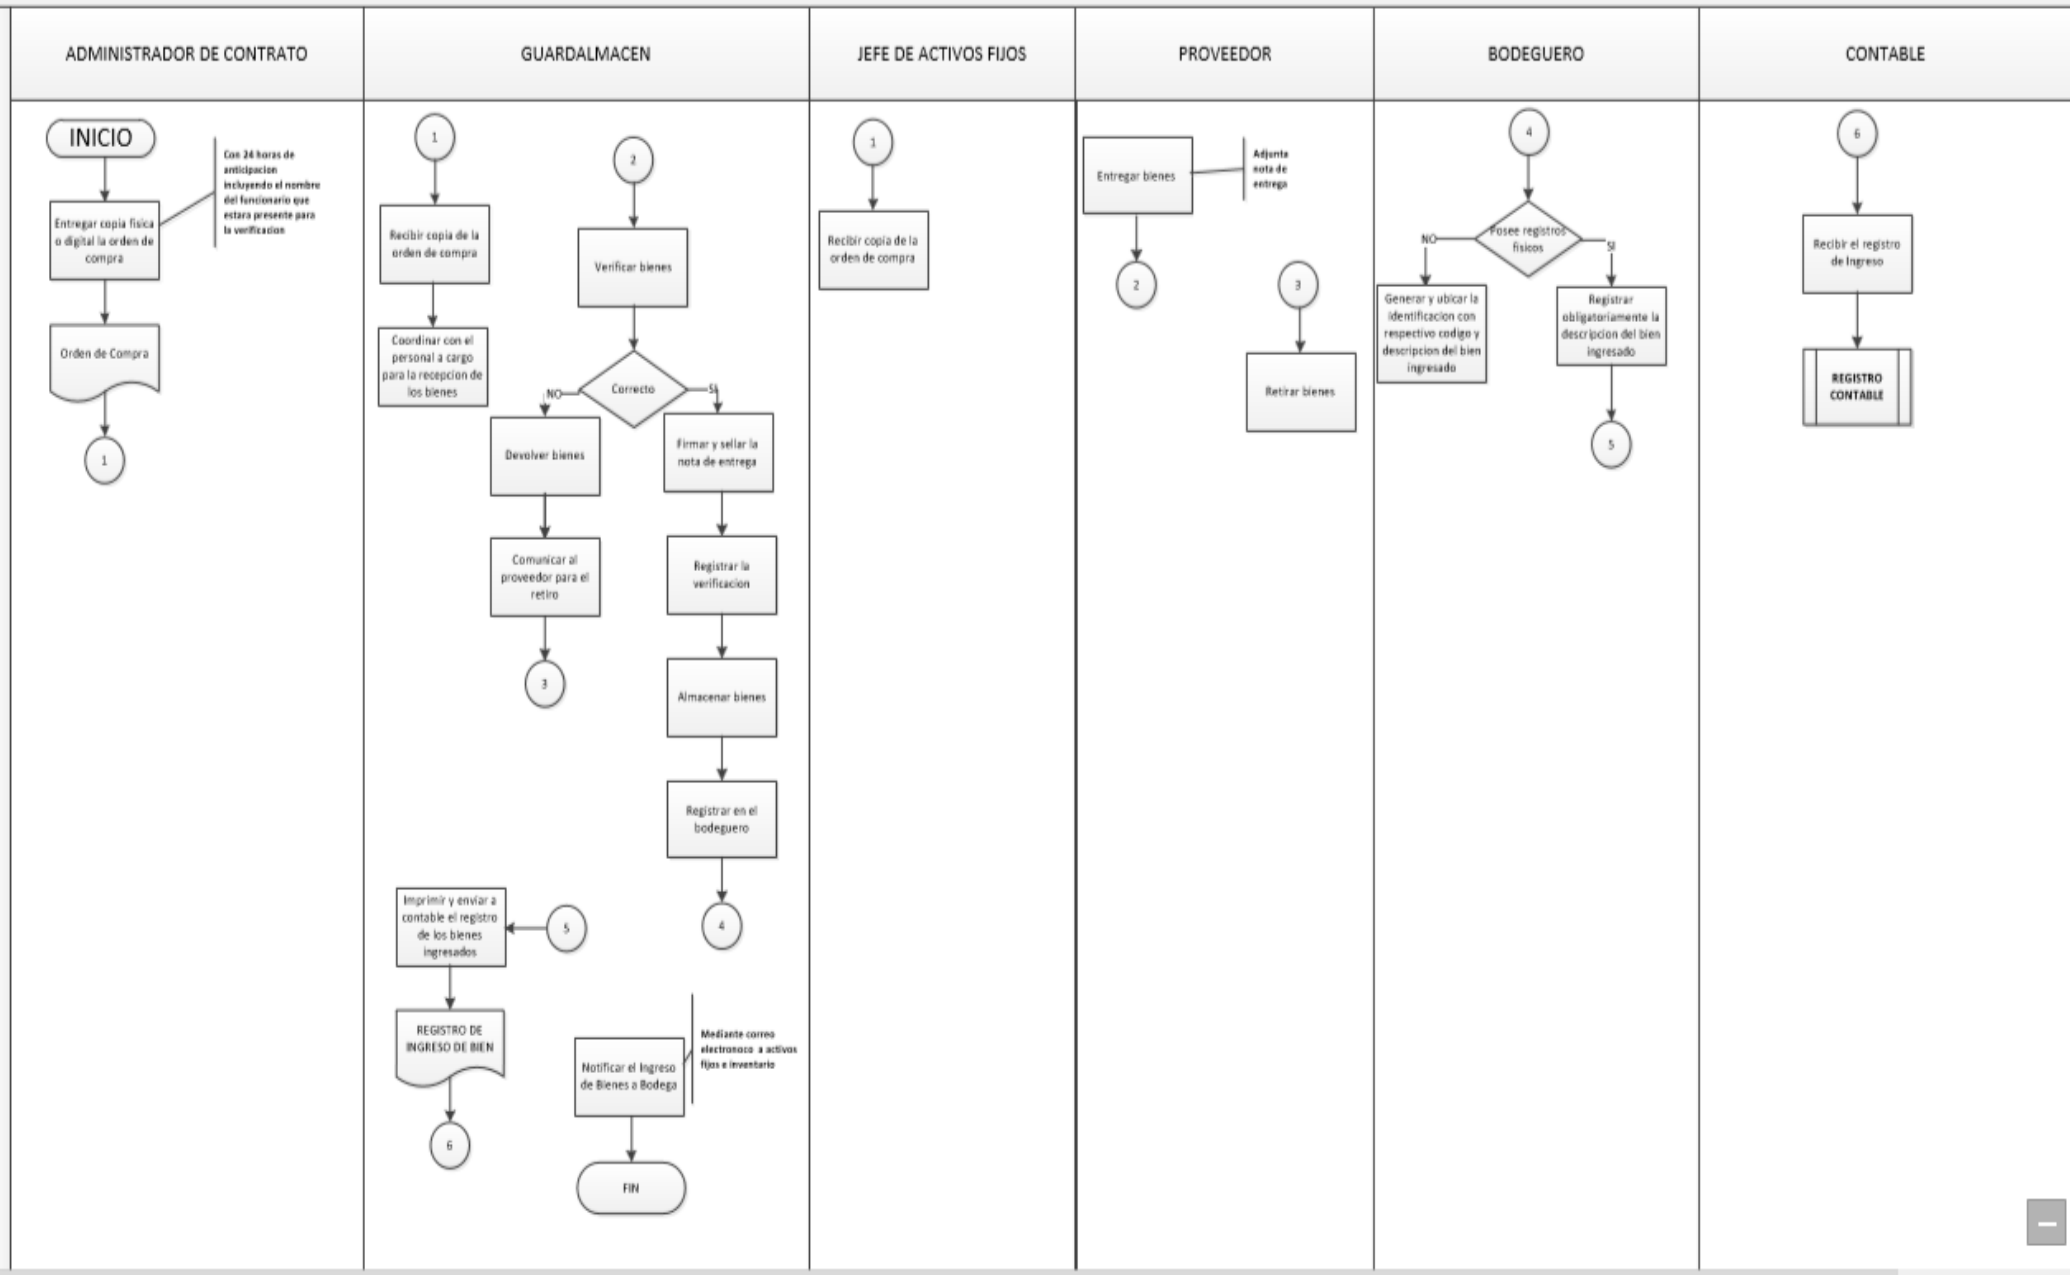 ADMINISTRADOR DE CONTRATO
GUARDALMACEN
JEFE DE ACTIVOS FIJOS
PROVEEDOR
BODEGUERO
CONTABLE
INICIO
Con 24 horas de
anticipacion
incluyendo el nombre
del funcionario que
estara presente para
la verificacion
Entregar copia fisica
o digital la orden de
compra
Orden de Compra
1
1
Recibir copia de la
orden de compra
Coordinar con el
personal a cargo
para la recepcion de
los bienes
2
Verificar bienes
Correcto
NO
SI
Devolver bienes
Comunicar al
proveedor para el
retiro
3
Firmar y sellar la
nota de entrega
Registrar la
verificacion
Almacenar bienes
Registrar en el
bodeguero
4
5
Imprimir y enviar a
contable el registro
de los bienes
ingresados
REGISTRO DE
INGRESO DE BIEN
6
Notificar el Ingreso
de Bienes a Bodega
Mediante correo
electronoco a activos
fijos e inventario
FIN
1
Recibir copia de la
orden de compra
Entregar bienes
Adjunta
nota de
entrega
2
3
Retirar bienes
4
Posee registros
fisicos
NO
SI
Generar y ubicar la
identificacion con
respectivo codigo y
descripcion del bien
ingresado
Registrar
obligatoriamente la
descripcion del bien
ingresado
5
6
Recibir el registro
de Ingreso
REGISTRO
CONTABLE